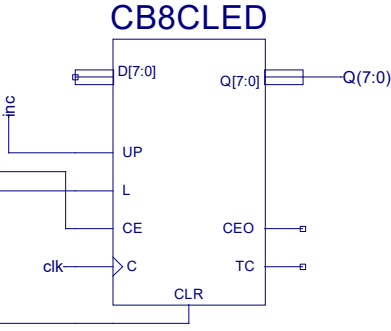 CB8CLED
D[7:0]
Q[7:0]
Q(7:0)
inc
UP
L
CE
CEO
clk
C
TC
CLR